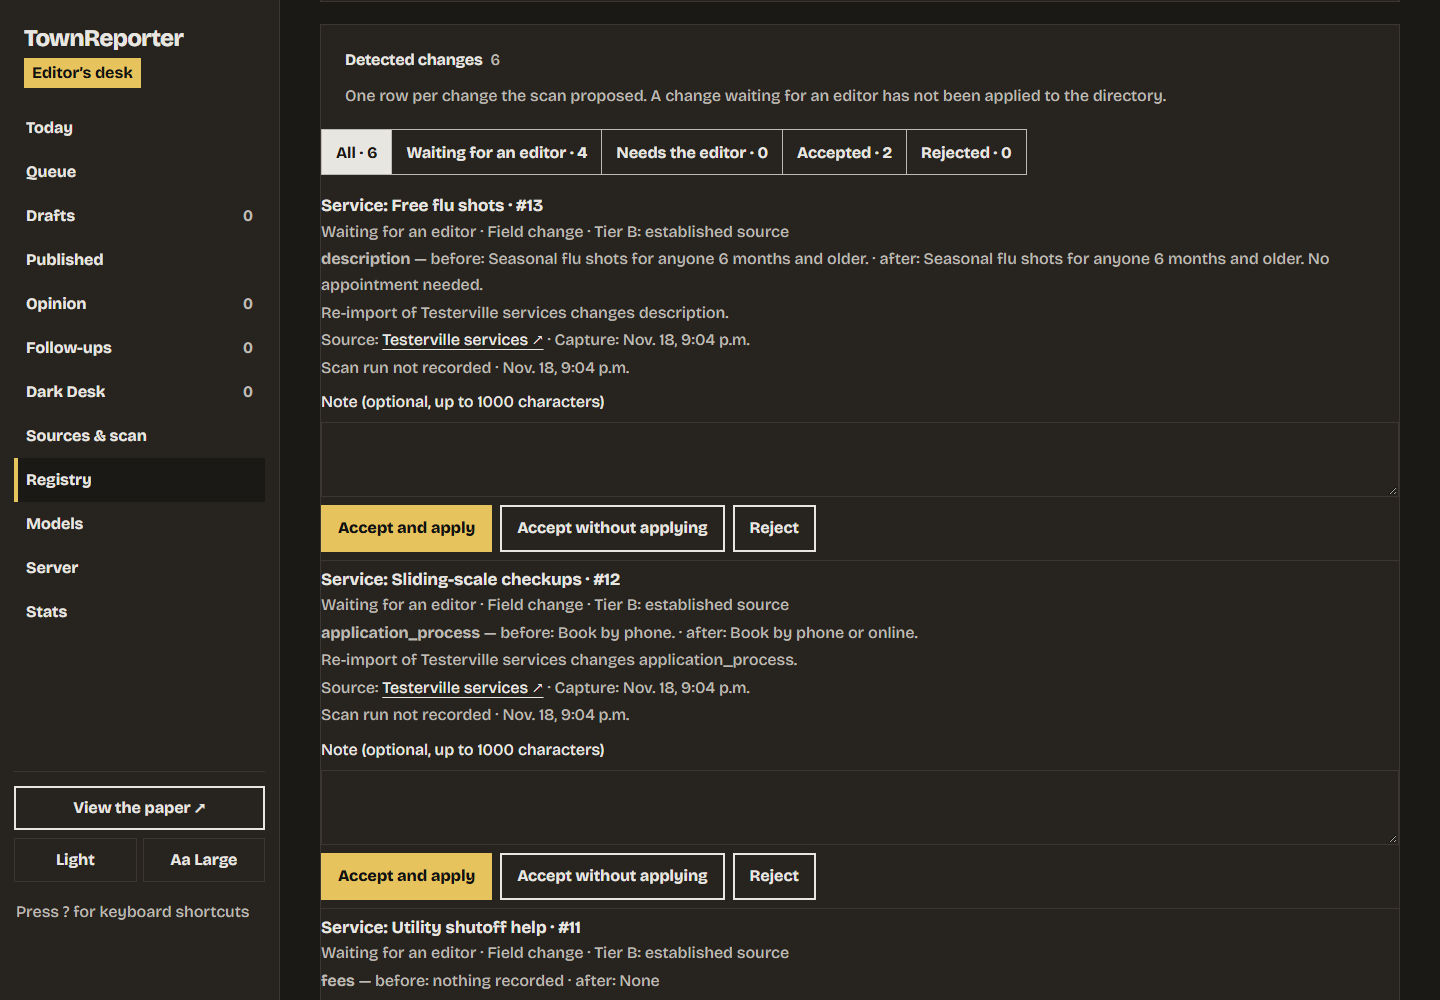 TownReporter
Editor's desk
Today
Queue
Drafts 0
Published
Opinion 0
Follow-ups 0
Dark Desk 0
Sources & scan
Registry
Models
Server
Stats
View the paper ↗
Light
Aa Large
Press ? for keyboard shortcuts
Detected changes 6
One row per change the scan proposed. A change waiting for an editor has not been applied to the directory.
All · 6
Waiting for an editor · 4
Needs the editor · 0
Accepted · 2
Rejected · 0
Service: Free flu shots · #13
Waiting for an editor · Field change · Tier B: established source
description — before: Seasonal flu shots for anyone 6 months and older. · after: Seasonal flu shots for anyone 6 months and older. No
appointment needed.
Re-import of Testerville services changes description.
Source: Testerville services ↗ · Capture: Nov. 18, 9:04 p.m.
Scan run not recorded · Nov. 18, 9:04 p.m.
Note (optional, up to 1000 characters)
Accept and apply
Accept without applying
Reject
Service: Sliding-scale checkups · #12
Waiting for an editor · Field change · Tier B: established source
application_process — before: Book by phone. · after: Book by phone or online.
Re-import of Testerville services changes application_process.
Source: Testerville services ↗ · Capture: Nov. 18, 9:04 p.m.
Scan run not recorded · Nov. 18, 9:04 p.m.
Note (optional, up to 1000 characters)
Accept and apply
Accept without applying
Reject
Service: Utility shutoff help · #11
Waiting for an editor · Field change · Tier B: established source
fees — before: nothing recorded · after: None